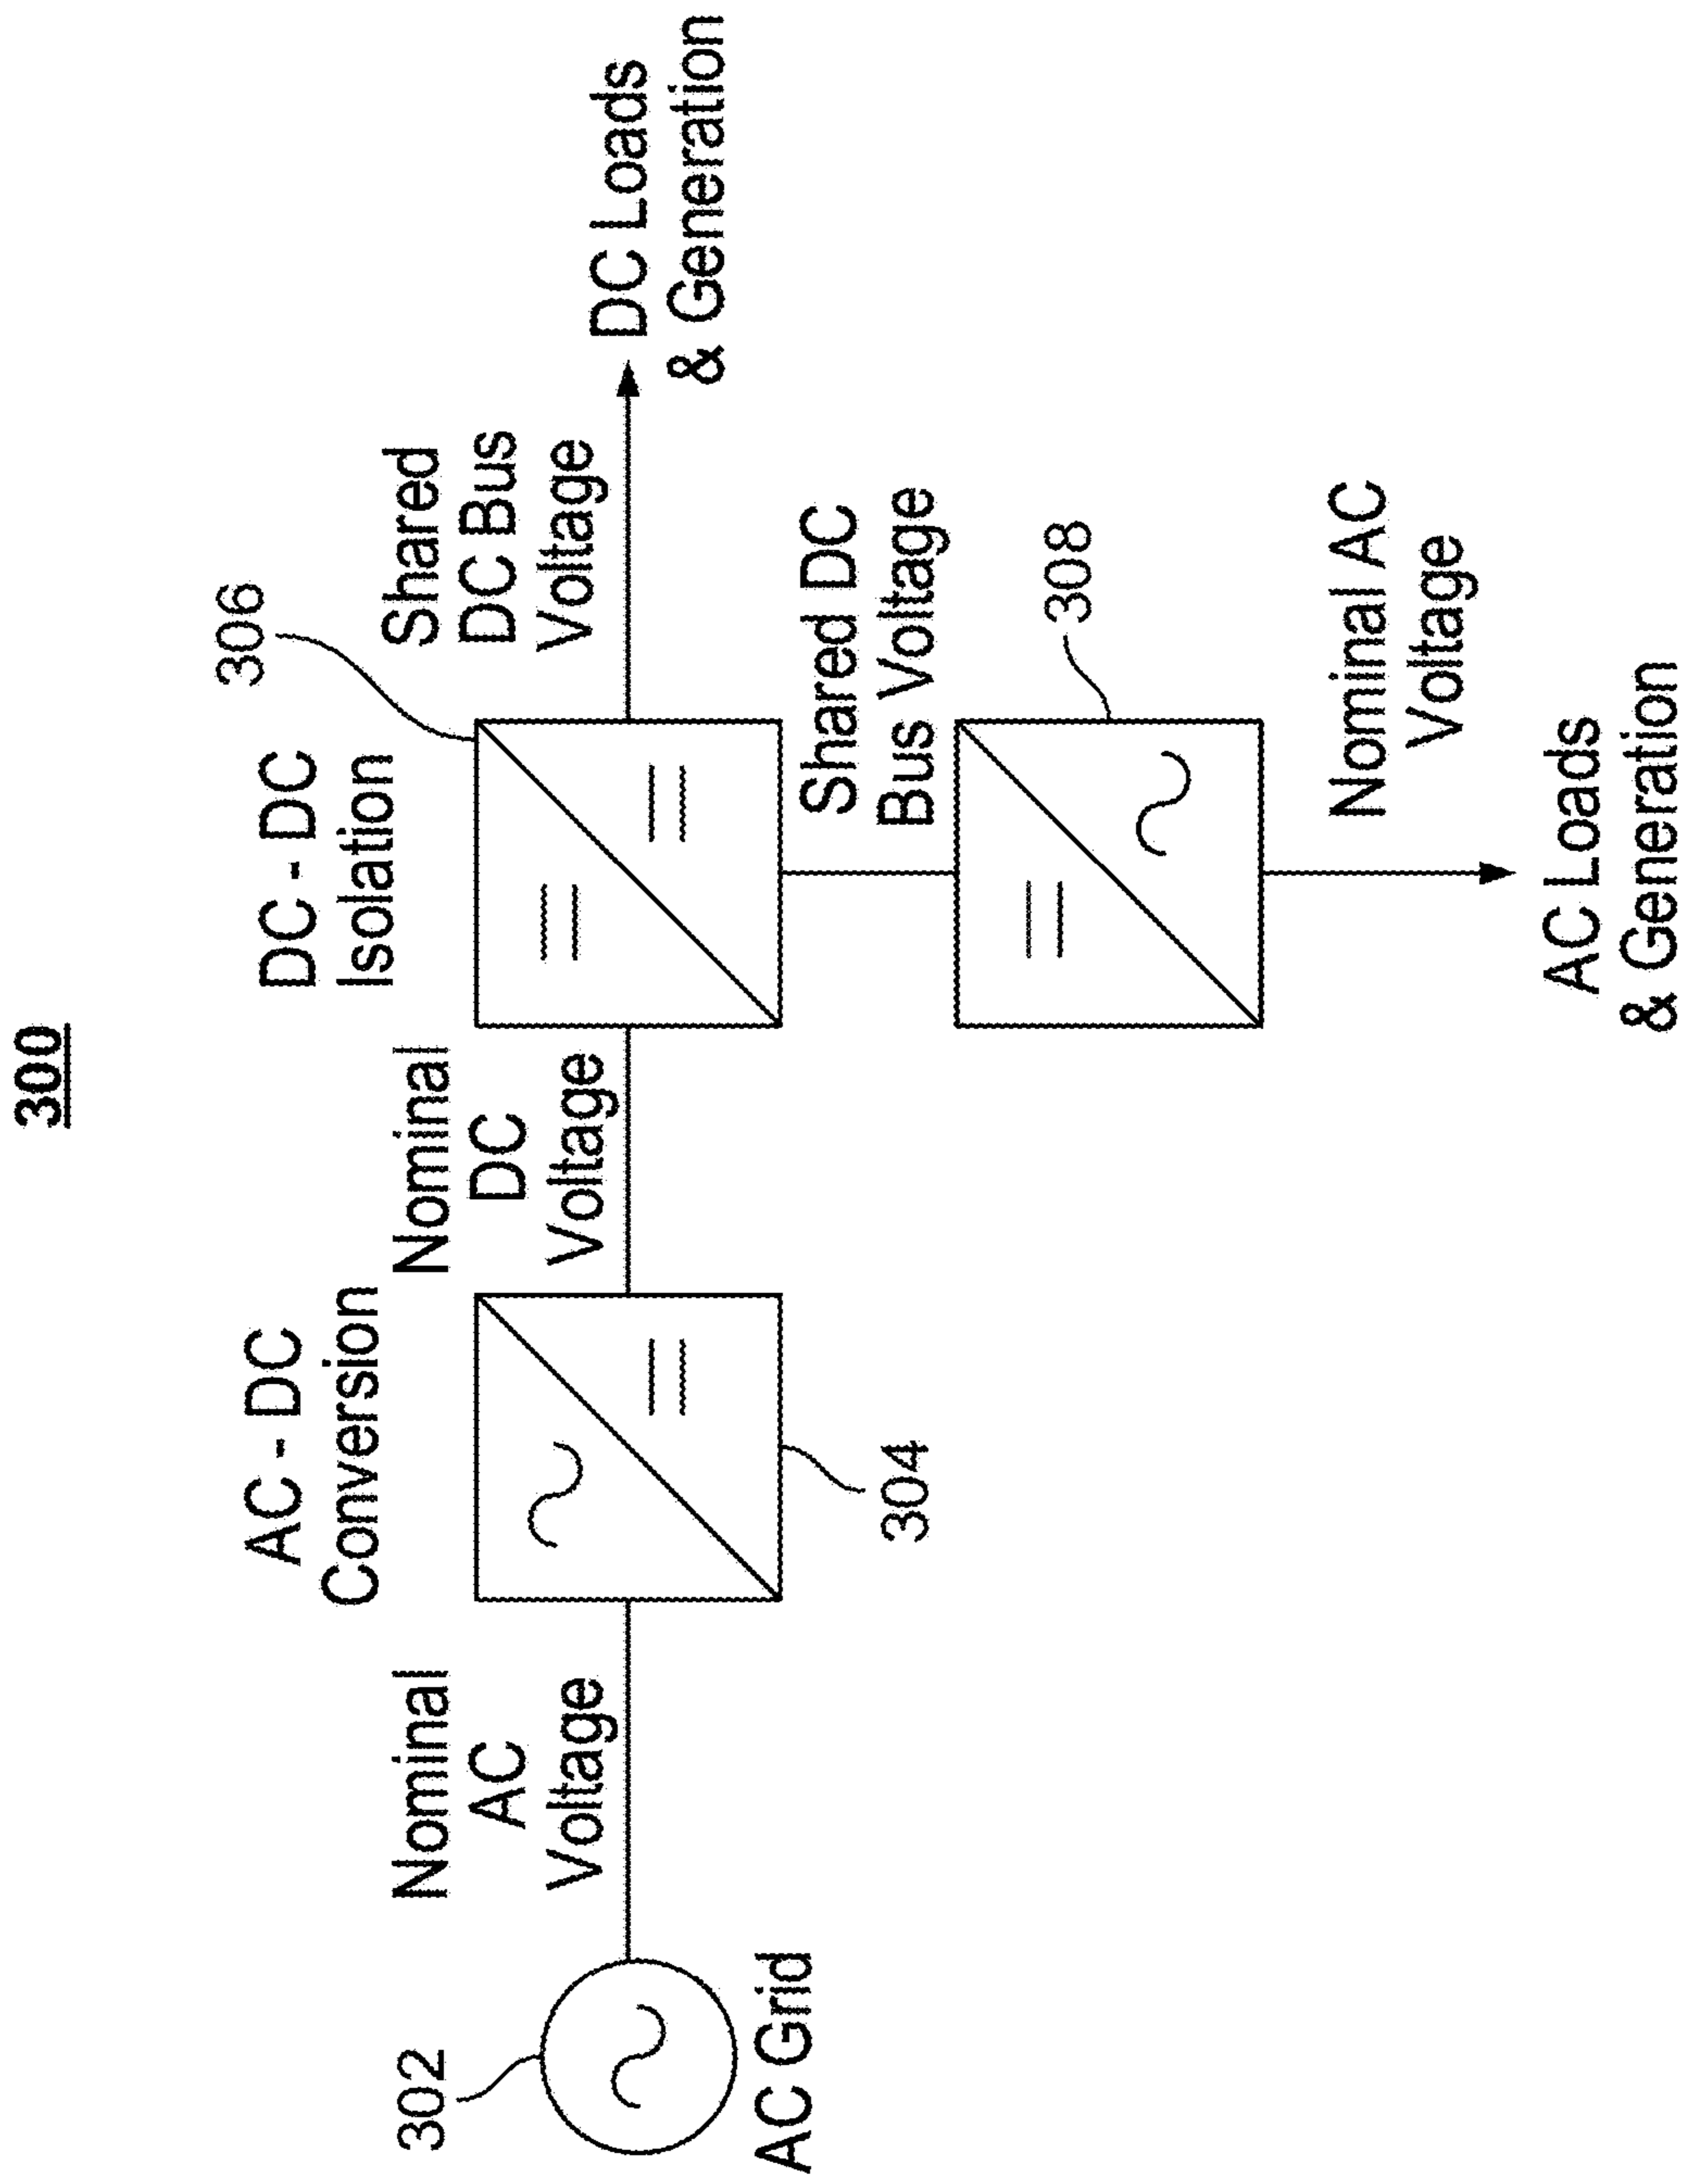 300
302
AC Grid
Nominal
AC
Voltage
AC - DC
Conversion
304
Nominal
DC
Voltage
DC - DC
Isolation
306
Shared
DC Bus
Voltage
DC Loads
& Generation
Shared DC
Bus Voltage
308
Nominal AC
Voltage
AC Loads
& Generation